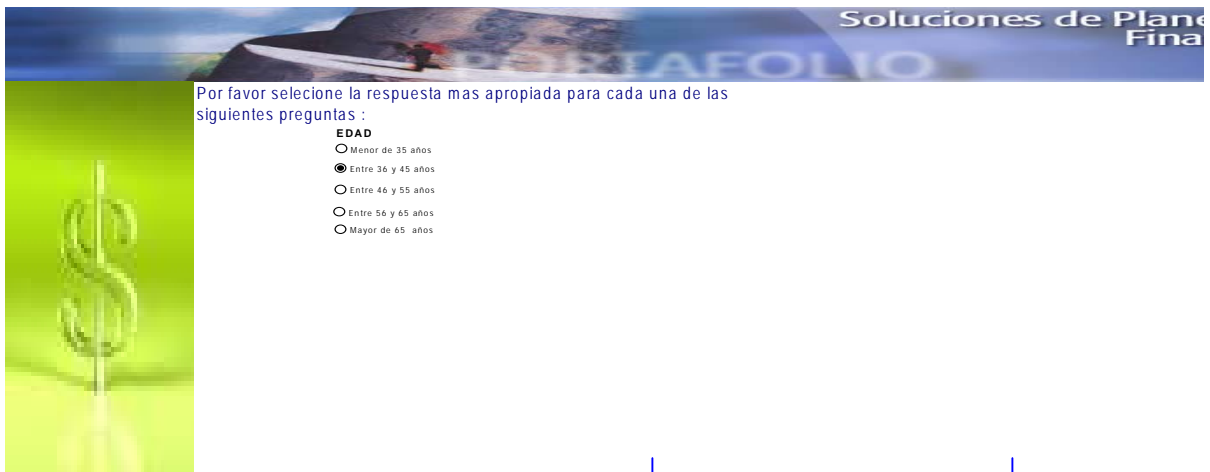 Soluciones de Plane
Fina
PORTAFOLIO
Por favor selecione la respuesta mas apropiada para cada una de las
siguientes preguntas :
EDAD
Menor de 35 años
Entre 36 y 45 años
Entre 46 y 55 años
Entre 56 y 65 años
Mayor de 65 años
$